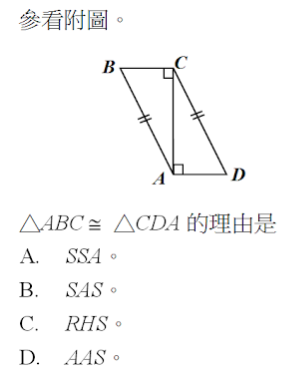 參看附圖。
B C
A D
△ABC ≅ △CDA 的理由是
A. SSA。
B. SAS。
C. RHS。
D. AAS。